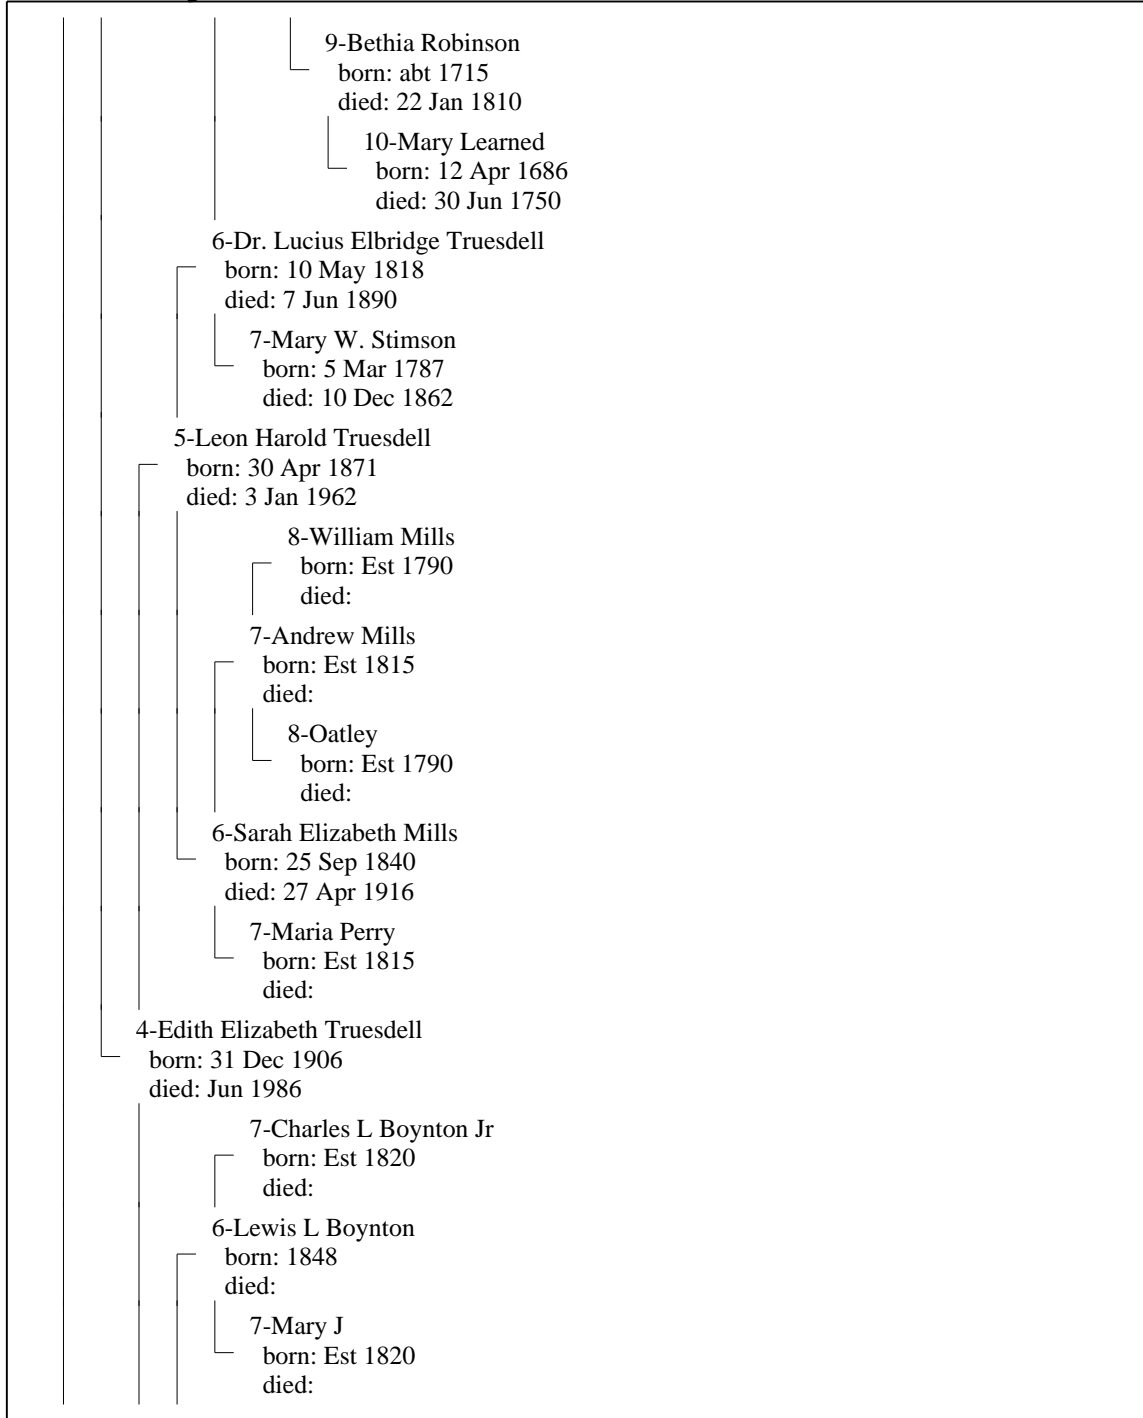 9-Bethia Robinson
born: abt 1715
died: 22 Jan 1810
10-Mary Learned
born: 12 Apr 1686
died: 30 Jun 1750
6-Dr. Lucius Elbridge Truesdell
born: 10 May 1818
died: 7 Jun 1890
7-Mary W. Stimson
born: 5 Mar 1787
died: 10 Dec 1862
5-Leon Harold Truesdell
born: 30 Apr 1871
died: 3 Jan 1962
8-William Mills
born: Est 1790
died:
7-Andrew Mills
born: Est 1815
died:
8-Oatley
born: Est 1790
died:
6-Sarah Elizabeth Mills
born: 25 Sep 1840
died: 27 Apr 1916
7-Maria Perry
born: Est 1815
died:
4-Edith Elizabeth Truesdell
born: 31 Dec 1906
died: Jun 1986
7-Charles L Boynton Jr
born: Est 1820
died:
6-Lewis L Boynton
born: 1848
died:
7-Mary J
born: Est 1820
died: